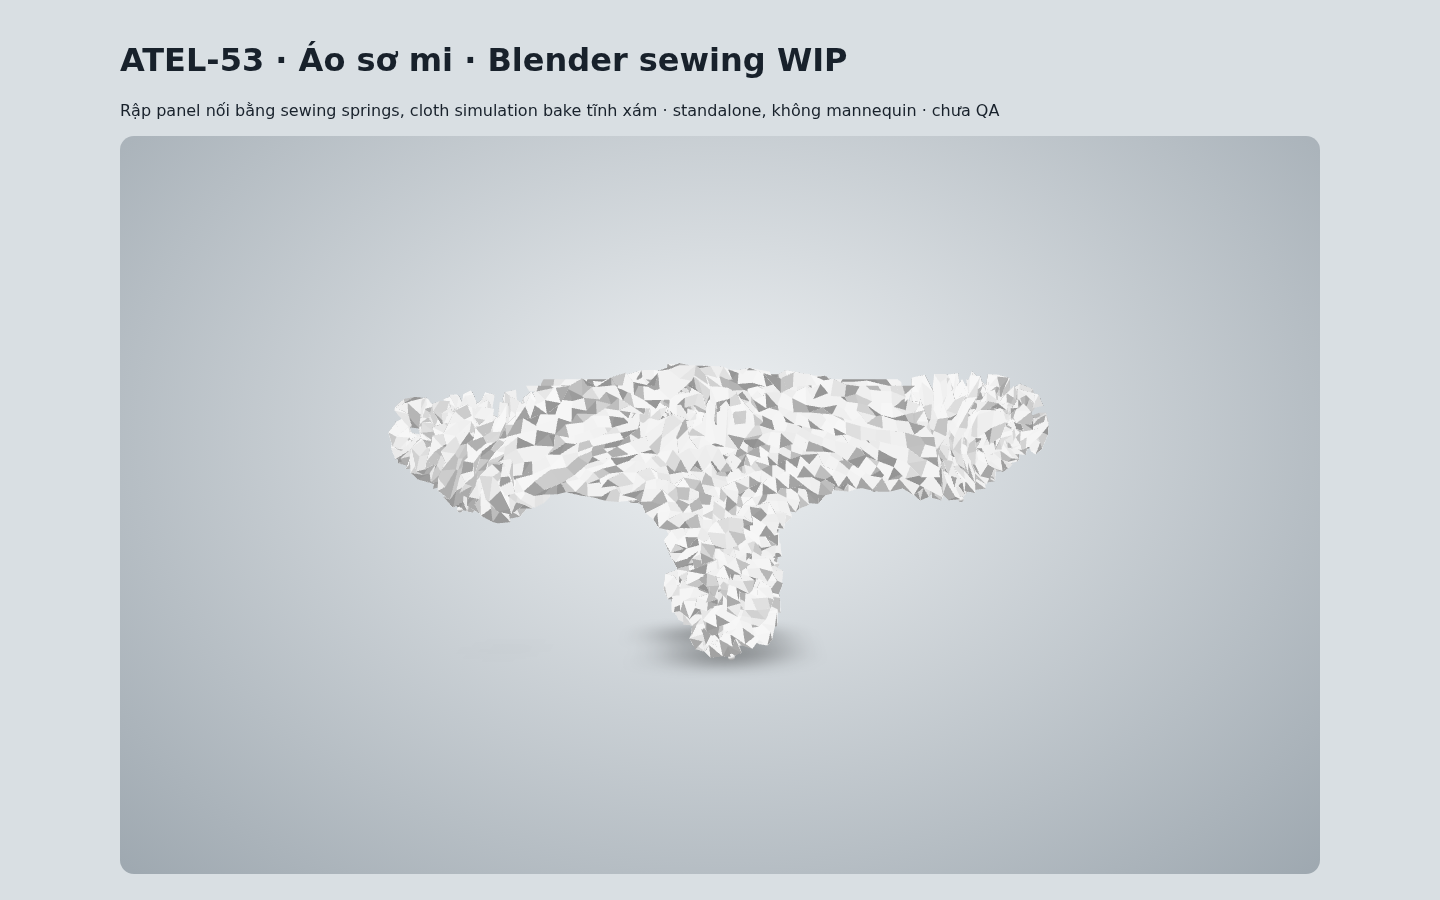 ATEL-53 · Áo sơ mi · Blender sewing WIP
Rập panel nối bằng sewing springs, cloth simulation bake tĩnh xám · standalone, không mannequin · chưa QA